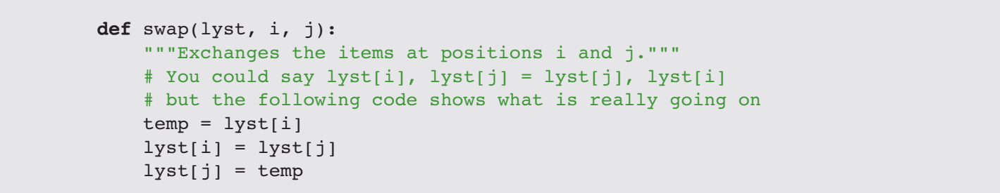 def swap(lyst, i, j):
    """Exchanges the items at positions i and j."""
    # You could say lyst[i], lyst[j] = lyst[j], lyst[i]
    # but the following code shows what is really going on
    temp = lyst[i]
    lyst[i] = lyst[j]
    lyst[j] = temp